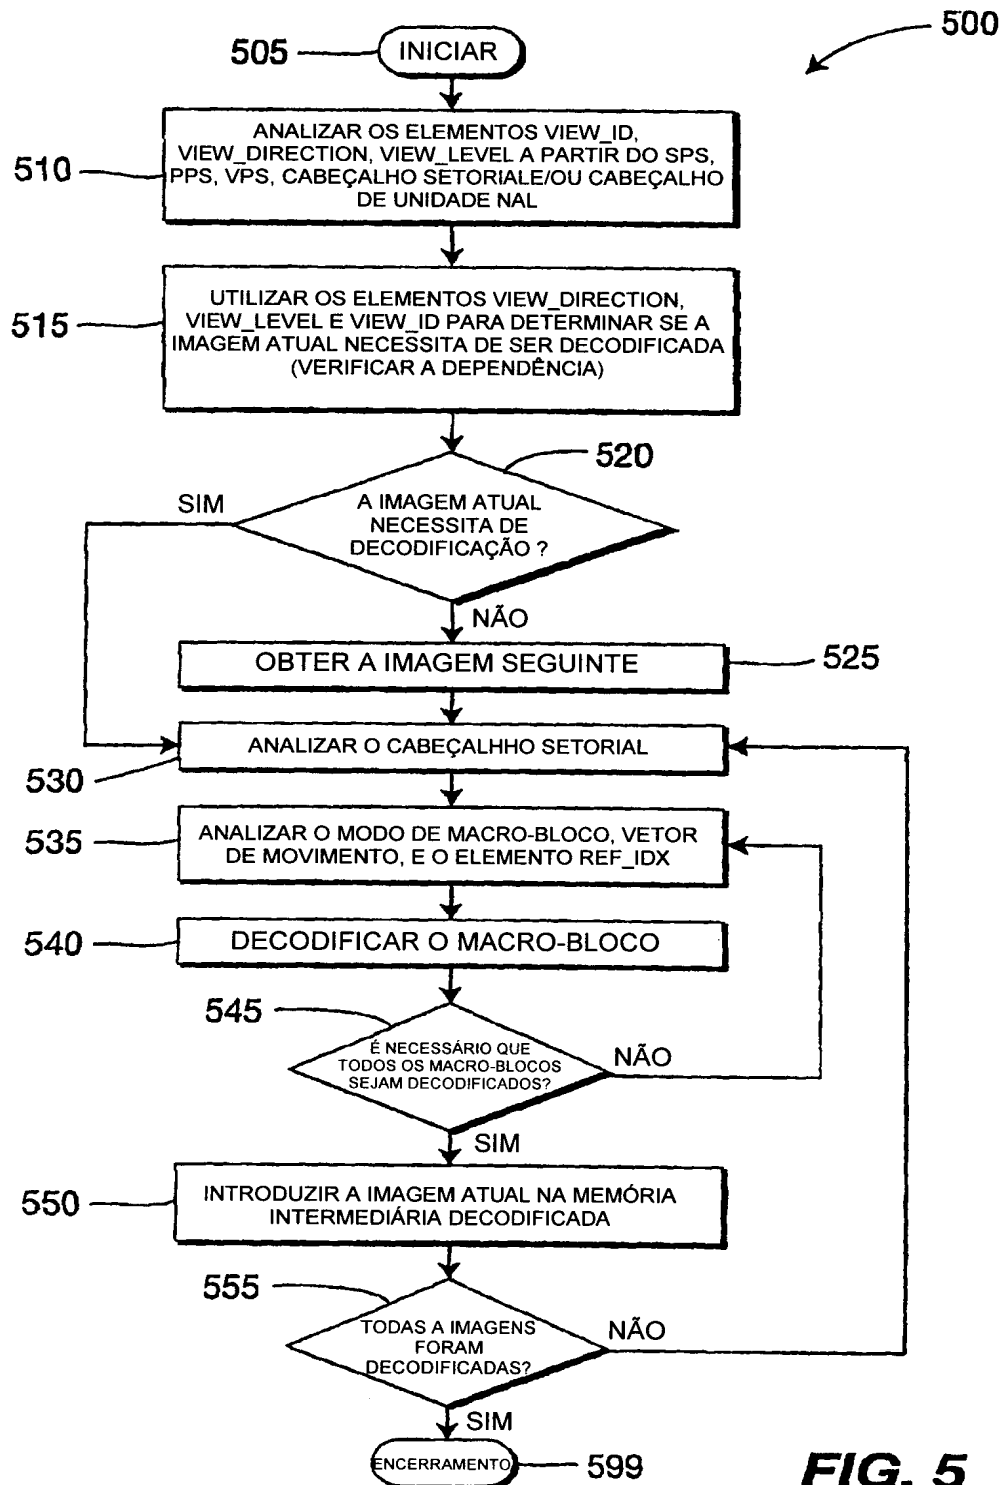 500
505
INICIAR
510
ANALIZAR OS ELEMENTOS VIEW_ID,
VIEW_DIRECTION, VIEW_LEVEL A PARTIR DO SPS,
PPS, VPS, CABEÇALHO SETORIALE/OU CABEÇALHO
DE UNIDADE NAL
515
UTILIZAR OS ELEMENTOS VIEW_DIRECTION,
VIEW_LEVEL E VIEW_ID PARA DETERMINAR SE A
IMAGEM ATUAL NECESSITA DE SER DECODIFICADA
(VERIFICAR A DEPENDÊNCIA)
520
SIM
A IMAGEM ATUAL
NECESSITA DE
DECODIFICAÇÃO ?
NÃO
OBTER A IMAGEM SEGUINTE
525
ANALIZAR O CABEÇALHHO SETORIAL
530
535
ANALIZAR O MODO DE MACRO-BLOCO, VETOR
DE MOVIMENTO, E O ELEMENTO REF_IDX
540
DECODIFICAR O MACRO-BLOCO
545
É NECESSÁRIO QUE
TODOS OS MACRO-BLOCOS
SEJAM DECODIFICADOS?
NÃO
SIM
550
INTRODUZIR A IMAGEM ATUAL NA MEMÓRIA
INTERMEDIÁRIA DECODIFICADA
555
TODAS A IMAGENS
FORAM
DECODIFICADAS?
NÃO
SIM
ENCERRAMENTO
599
FIG. 5